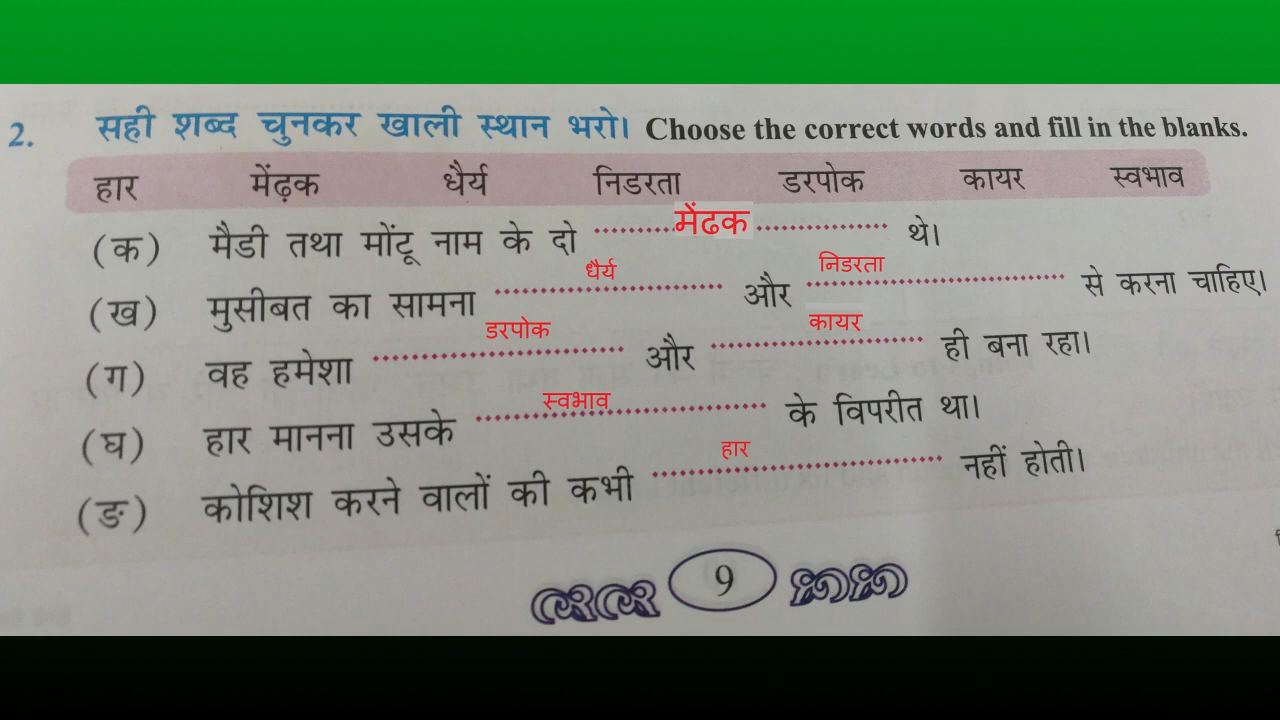 2. सही शब्द चुनकर खाली स्थान भरो। Choose the correct words and fill in the blanks.
हार मेंढ़क धैर्य निडरता डरपोक कायर स्वभाव
(क) मैडी तथा मोंटू नाम के दो मेंढक थे।
(ख) मुसीबत का सामना धैर्य और निडरता से करना चाहिए।
(ग) वह हमेशा डरपोक और कायर ही बना रहा।
(घ) हार मानना उसके स्वभाव के विपरीत था।
(ङ) कोशिश करने वालों की कभी हार नहीं होती।
9